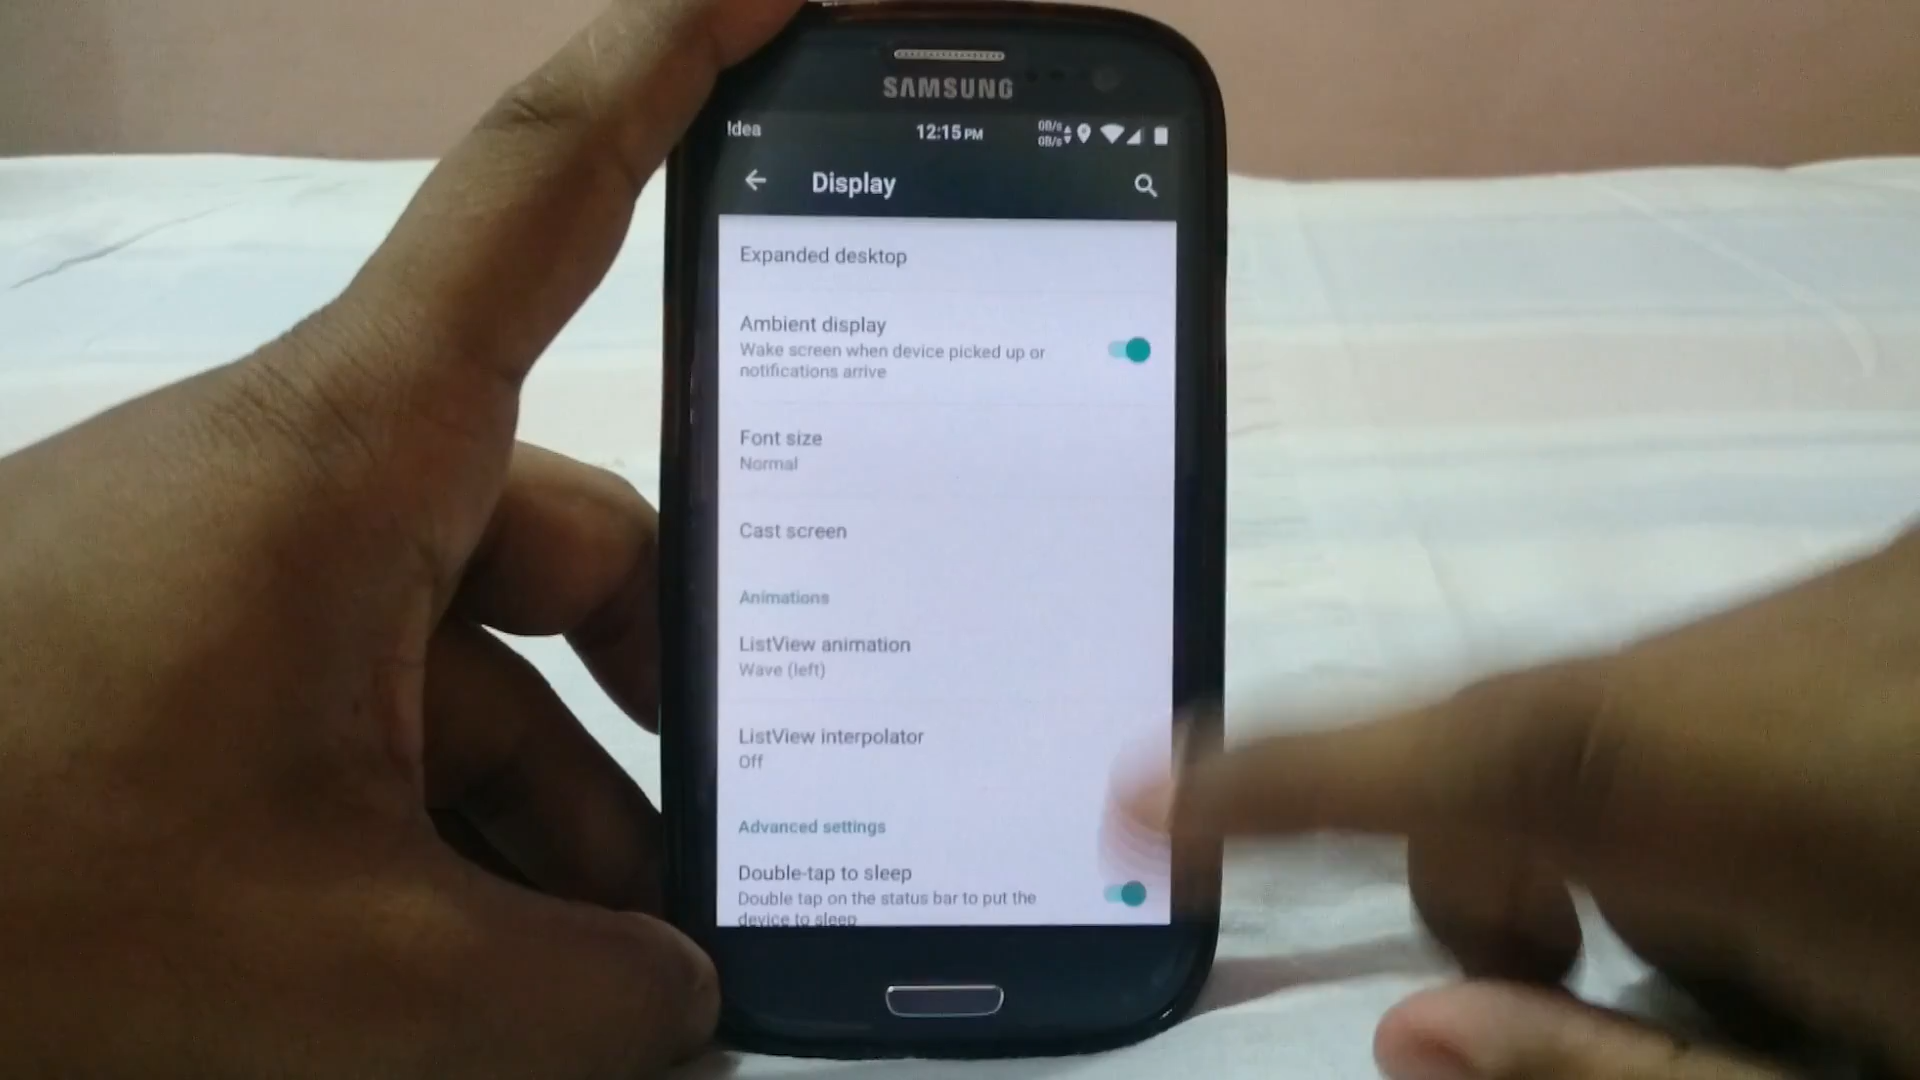 SAMSUNG
!dea
12:15 PM
0B/s
0B/s
Display
Expanded desktop
Ambient display
Wake screen when device picked up or
notifications arrive
Font size
Normal
Cast screen
Animations
ListView animation
Wave (left)
ListView interpolator
Off
Advanced settings
Double-tap to sleep
Double tap on the status bar to put the
device to sleep